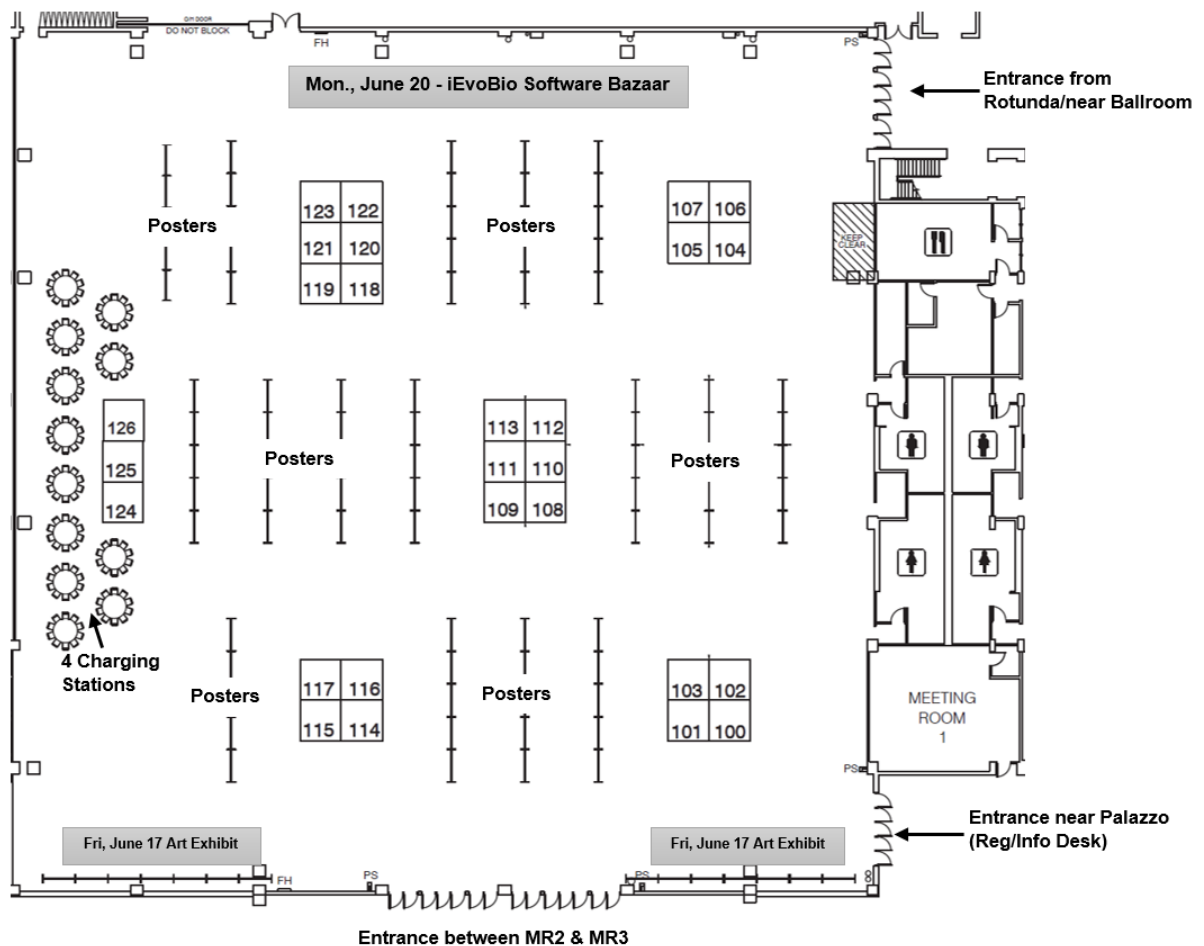 O/H DOOR
DO NOT BLOCK
FH
PS
Mon., June 20 - iEvoBio Software Bazaar
Entrance from
Rotunda/near Ballroom
Posters
123 122
121 120
119 118
Posters
107 106
105 104
KEEP
CLEAR
126
125
124
Posters
113 112
111 110
109 108
Posters
4 Charging
Stations
Posters
117 116
115 114
Posters
103 102
101 100
MEETING
ROOM
1
PS
Entrance near Palazzo
(Reg/Info Desk)
Fri, June 17 Art Exhibit
Fri, June 17 Art Exhibit
FH
PS
PS
Entrance between MR2 & MR3